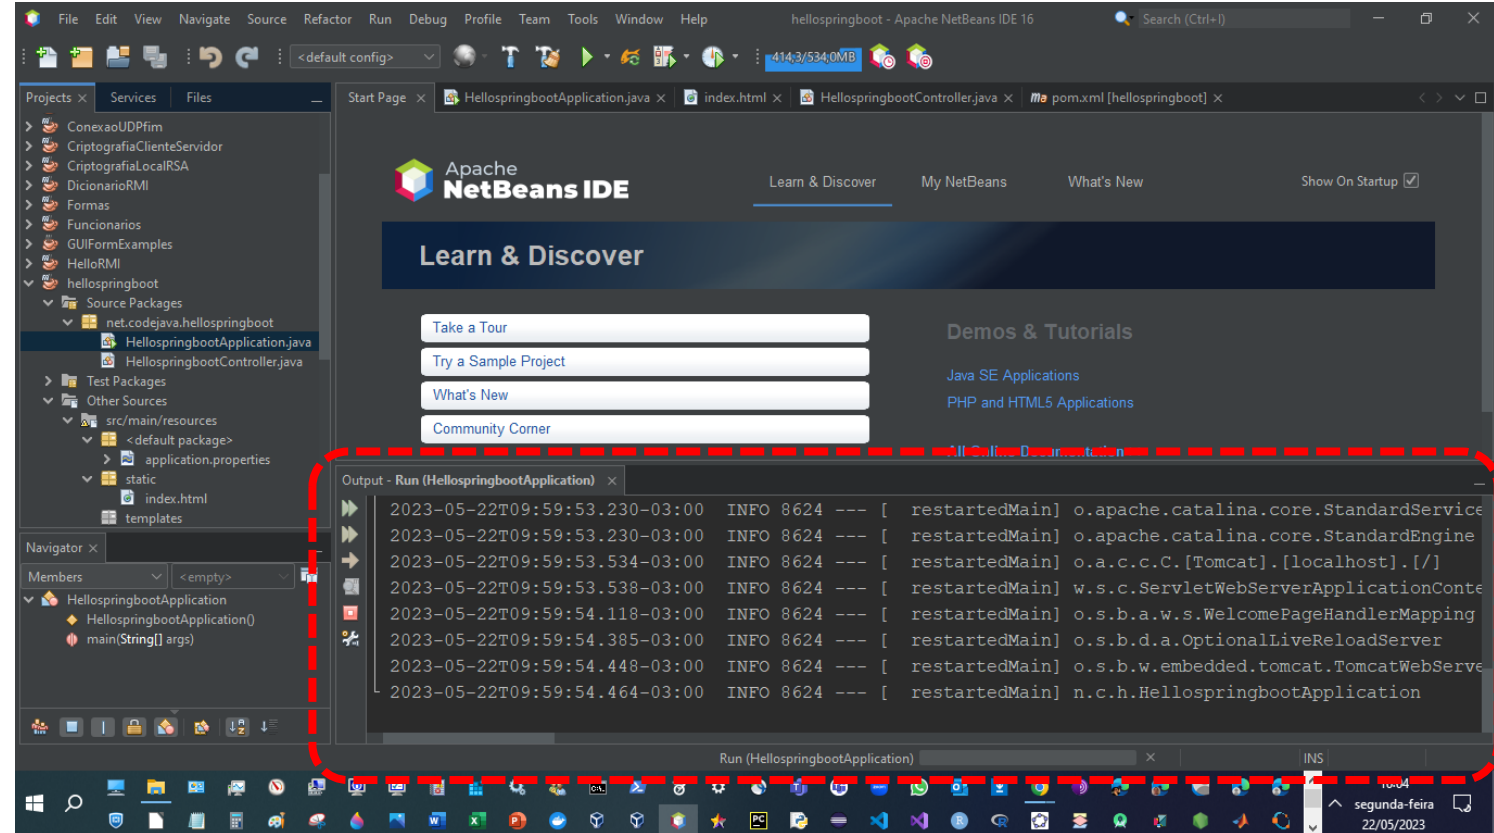 File Edit View Navigate Source Refactor Run Debug Profile Team Tools Window Help
hellospringboot - Apache NetBeans IDE 16
Search (Ctrl+I)
<default config>
414,3/534,0MB
Projects
Services
Files
Start Page
HellospringbootApplication.java
index.html
HellospringbootController.java
pom.xml [hellospringboot]
ConexaoUDPfim
CriptografiaClienteServidor
CriptografiaLocalRSA
DicionarioRMI
Formas
Funcionarios
GUIFormExamples
HelloRMI
hellospringboot
Source Packages
net.codejava.hellospringboot
HellospringbootApplication.java
HellospringbootController.java
Test Packages
Other Sources
src/main/resources
<default package>
application.properties
static
index.html
templates
Apache
NetBeans IDE
Learn & Discover
My NetBeans
What's New
Show On Startup
Learn & Discover
Take a Tour
Try a Sample Project
What's New
Community Corner
Demos & Tutorials
Java SE Applications
PHP and HTML5 Applications
All Online Documentation
Navigator
Members
<empty>
HellospringbootApplication
HellospringbootApplication()
main(String[] args)
Output - Run (HellospringbootApplication)
2023-05-22T09:59:53.230-03:00 INFO 8624 --- [ restartedMain] o.apache.catalina.core.StandardService
2023-05-22T09:59:53.230-03:00 INFO 8624 --- [ restartedMain] o.apache.catalina.core.StandardEngine
2023-05-22T09:59:53.534-03:00 INFO 8624 --- [ restartedMain] o.a.c.c.C.[Tomcat].[localhost].[/]
2023-05-22T09:59:53.538-03:00 INFO 8624 --- [ restartedMain] w.s.c.ServletWebServerApplicationConte
2023-05-22T09:59:54.118-03:00 INFO 8624 --- [ restartedMain] o.s.b.a.w.s.WelcomePageHandlerMapping
2023-05-22T09:59:54.385-03:00 INFO 8624 --- [ restartedMain] o.s.b.d.a.OptionalLiveReloadServer
2023-05-22T09:59:54.448-03:00 INFO 8624 --- [ restartedMain] o.s.b.w.embedded.tomcat.TomcatWebServe
2023-05-22T09:59:54.464-03:00 INFO 8624 --- [ restartedMain] n.c.h.HellospringbootApplication
Run (HellospringbootApplication)
INS
segunda-feira
22/05/2023